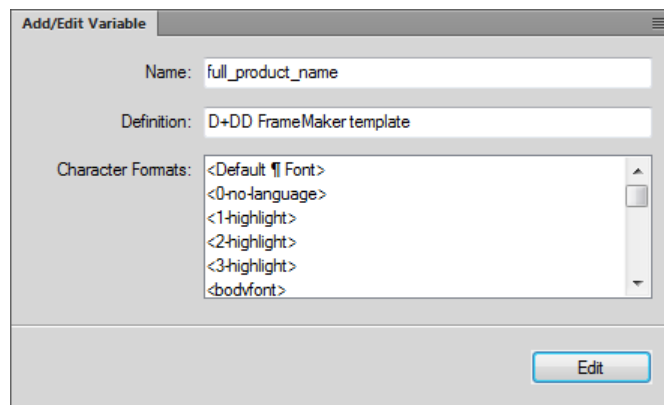 Add/Edit Variable
Name: full_product_name
Definition: D+DD FrameMaker template
Character Formats: <Default ¶ Font>
<0-no-language>
<1-highlight>
<2-highlight>
<3-highlight>
<bodyfont>
Edit